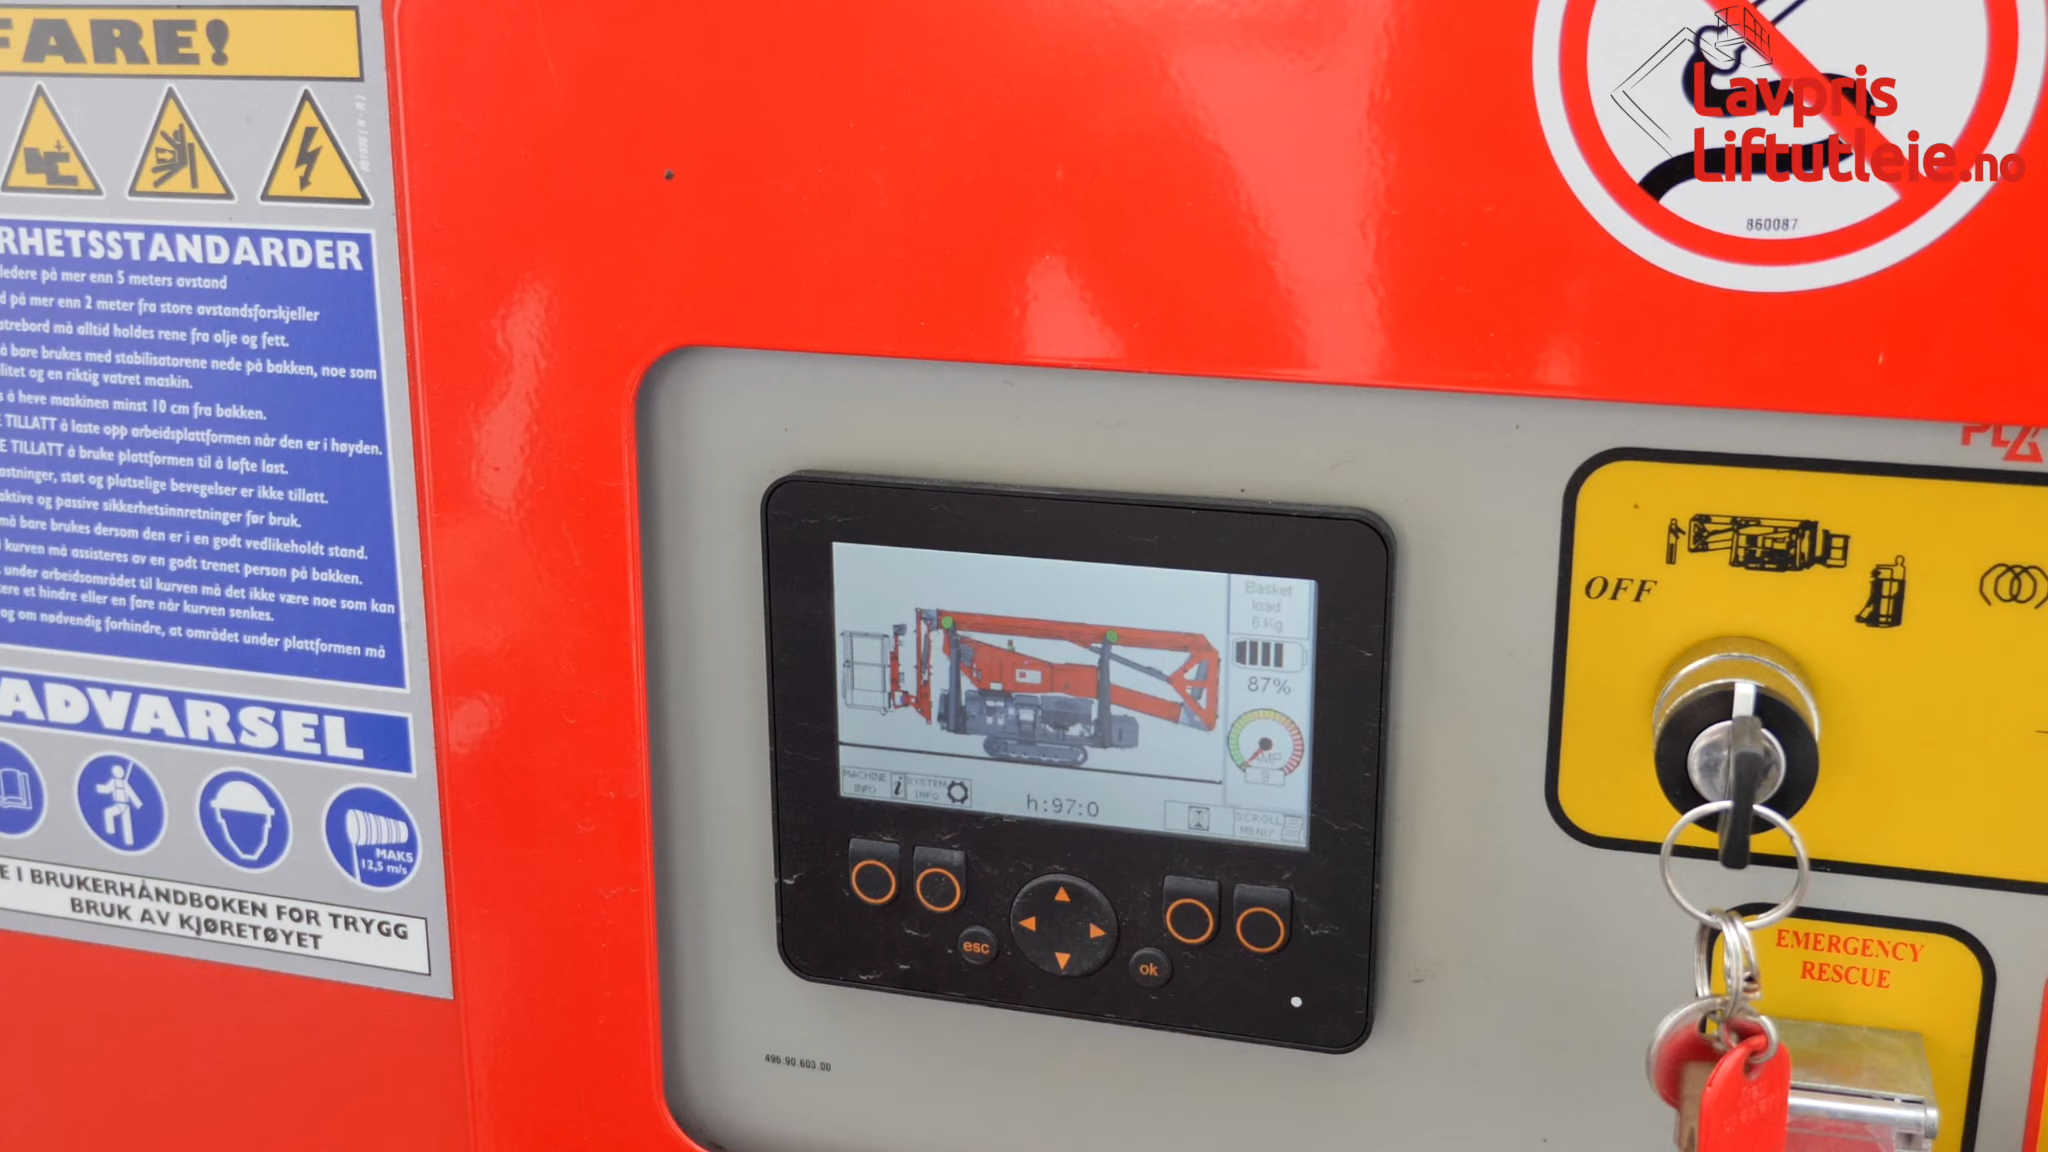 FARE!
RHETSSTANDARDER
ledere på mer enn 5 meters avstand
d på mer enn 2 meter fra store avstandsforskjeller
atrebord må alltid holdes rene fra olje og fett.
å bare brukes med stabilisatorene nede på bakken, noe som
litet og en riktig vatret maskin.
s å heve maskinen minst 10 cm fra bakken.
E TILLATT å laste opp arbeidsplattformen når den er i høyden.
E TILLATT å bruke plattformen til å løfte last.
astninger, støt og plutselige bevegelser er ikke tillatt.
aktive og passive sikkerhetsinnretninger før bruk.
må bare brukes dersom den er i en godt vedlikeholdt stand.
i kurven må assisteres av en godt trenet person på bakken.
under arbeidsområdet til kurven må det ikke være noe som kan
ere et hindre eller en fare når kurven senkes.
og om nødvendig forhindre, at området under plattformen må
ADVARSEL
MAKS
12,5 m/s
E I BRUKERHÅNDBOKEN FOR TRYGG
BRUK AV KJØRETØYET
Lavpris
Liftutleie.no
860087
Basket
load
6 Kg
87%
AMP
9
MACHINE
INFO
i
SYSTEM
INFO
h:97:0
SCROLL
MENU
esc
ok
496.90.603.00
OFF
EMERGENCY
RESCUE